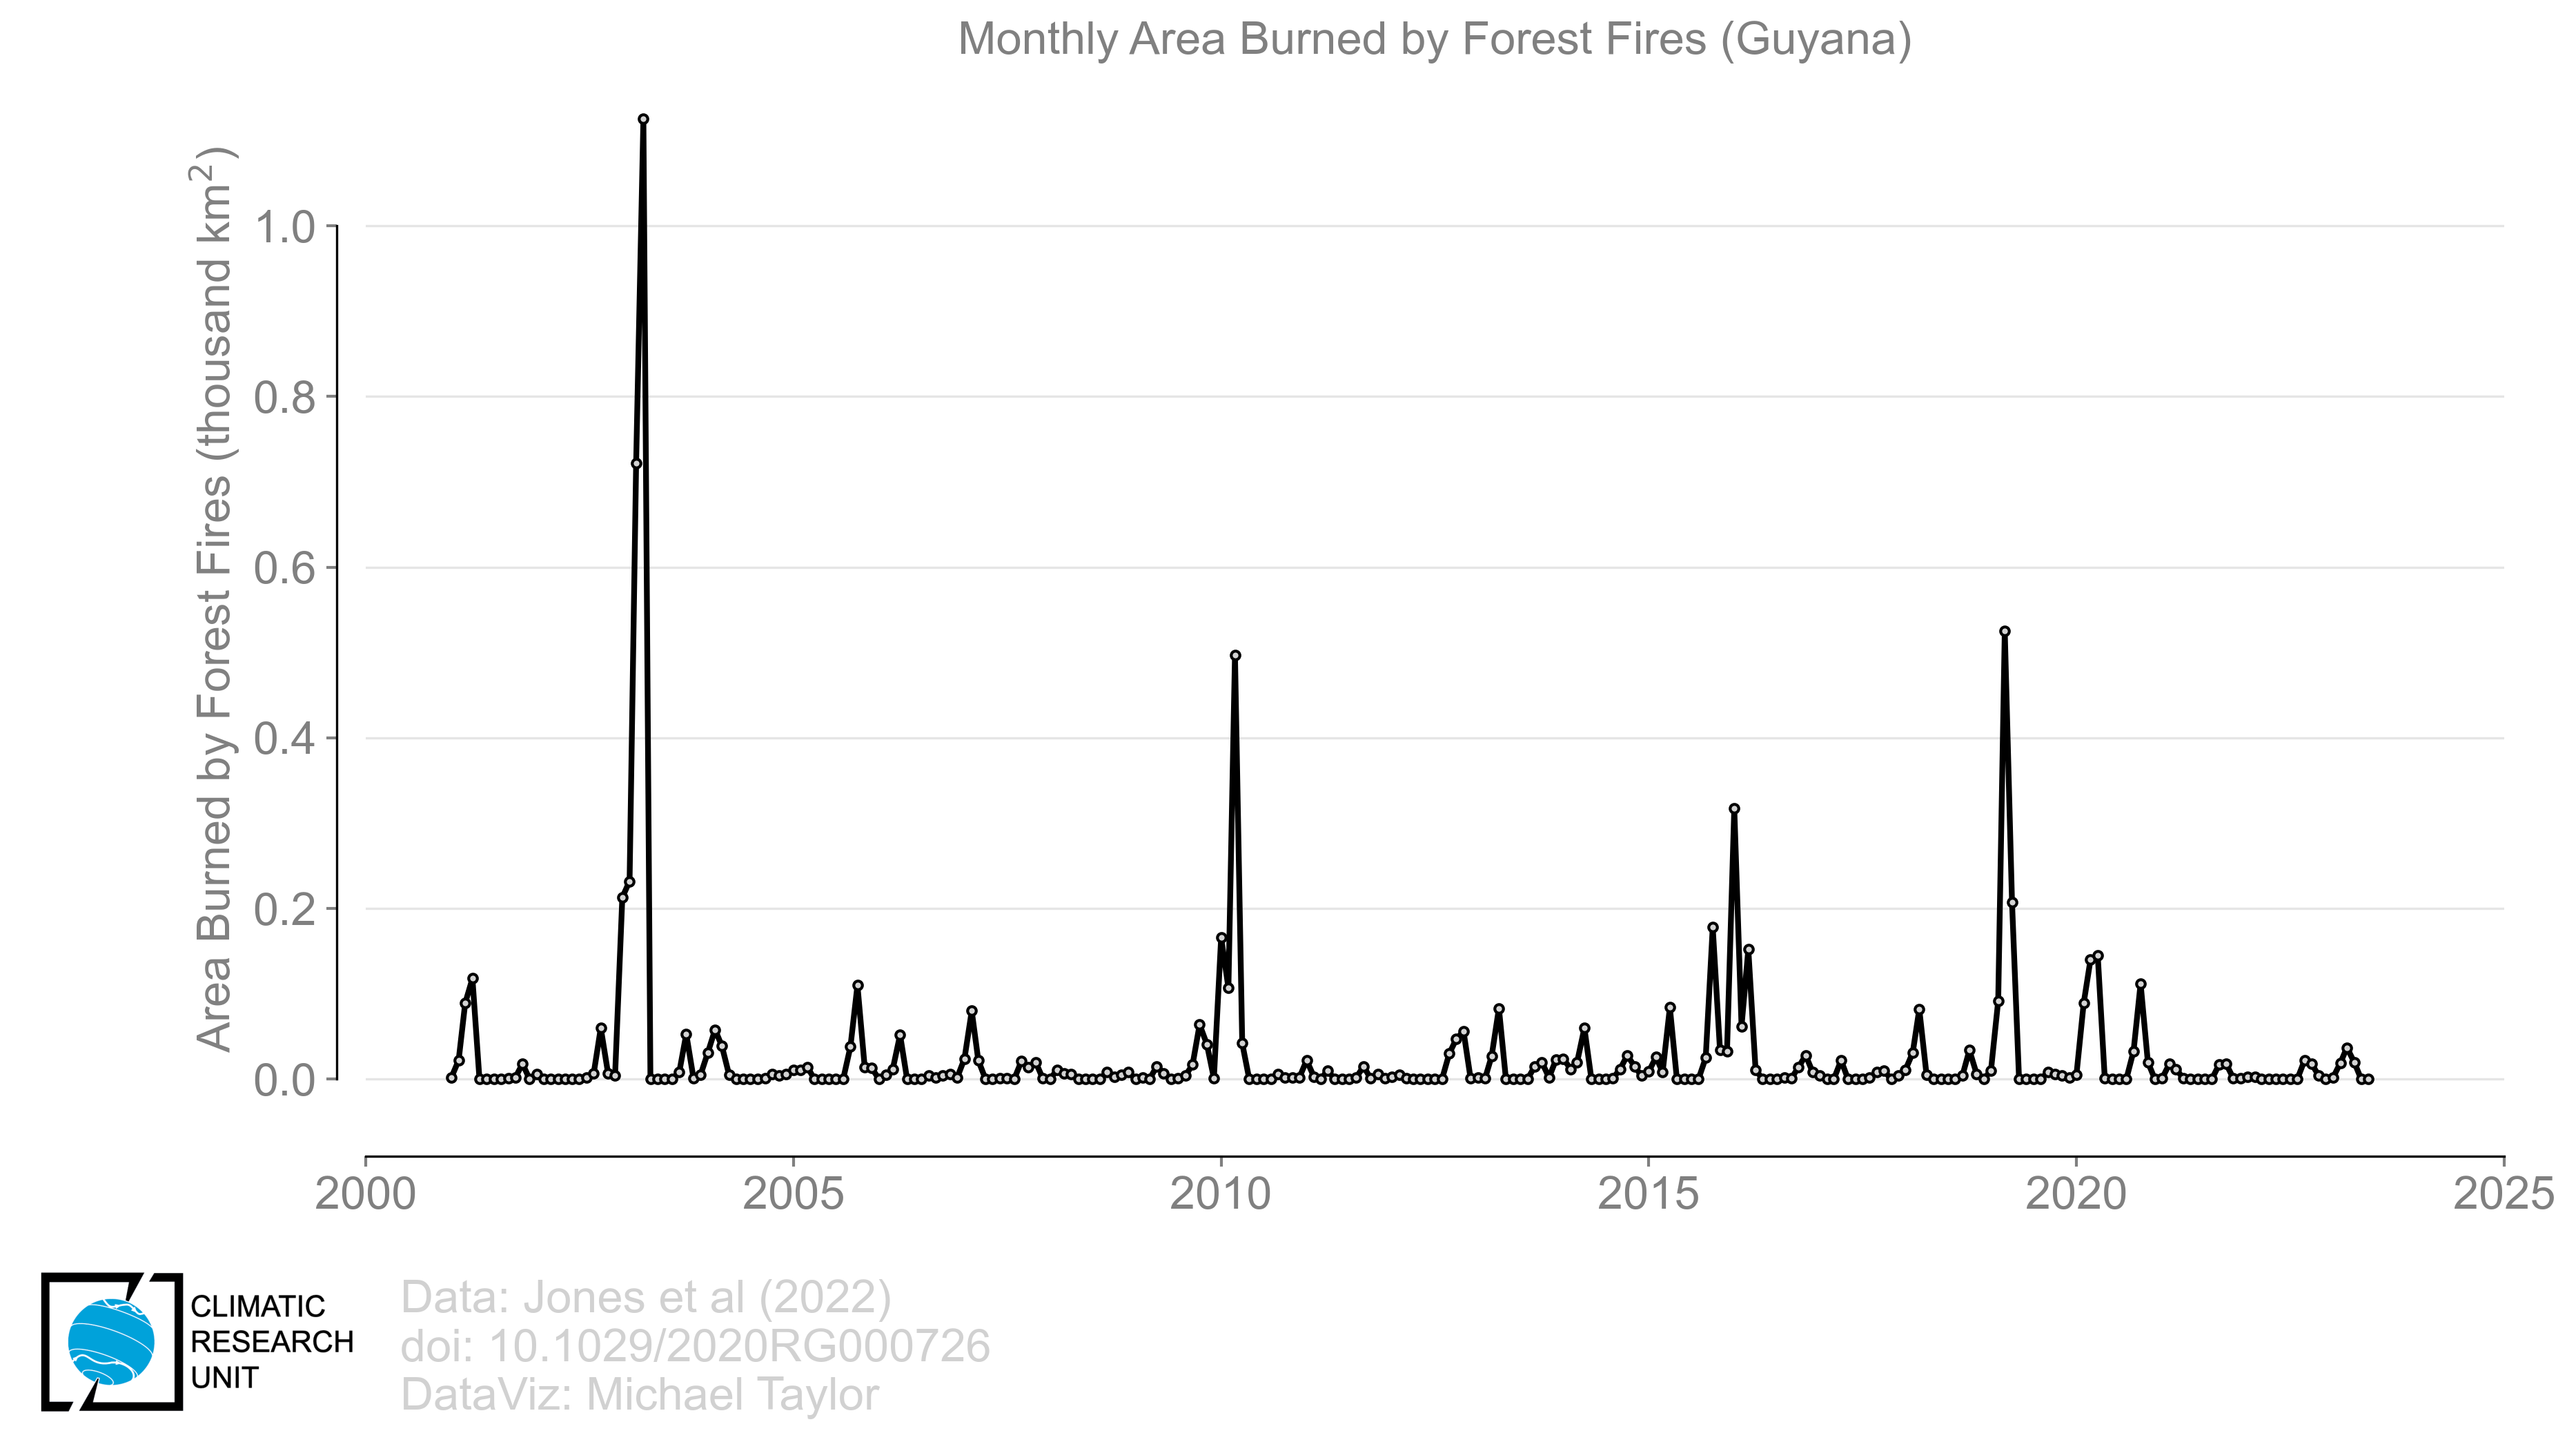 Monthly Area Burned by Forest Fires (Guyana)
Area Burned by Forest Fires (thousand km²)
1.0
0.8
0.6
0.4
0.2
0.0
2000 2005 2010 2015 2020 2025
CLIMATIC
RESEARCH
UNIT
Data: Jones et al (2022)
doi: 10.1029/2020RG000726
DataViz: Michael Taylor